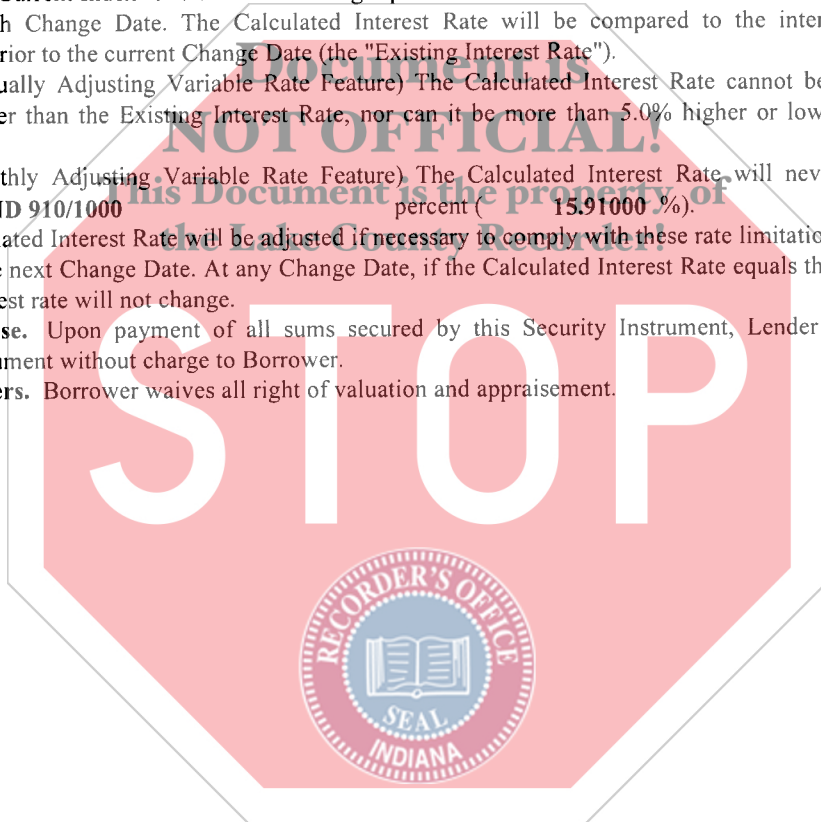 h Change Date. The Calculated Interest Rate will be compared to the inter
rior to the current Change Date (the "Existing Interest Rate").
ually Adjusting Variable Rate Feature) The Calculated Interest Rate cannot be
er than the Existing Interest Rate, nor can it be more than 5.0% higher or low
thly Adjusting Variable Rate Feature) The Calculated Interest Rate will nev
ND 910/1000 percent ( 15.91000 %).
ated Interest Rate will be adjusted if necessary to comply with these rate limitatio
e next Change Date. At any Change Date, if the Calculated Interest Rate equals th
est rate will not change.
se. Upon payment of all sums secured by this Security Instrument, Lender
ument without charge to Borrower.
ers. Borrower waives all right of valuation and appraisement.
Document is
NOT OFFICIAL!
This Document is the property of
the Lake County Recorder!
STOP
RECORDER'S OFFICE
SEAL
INDIANA